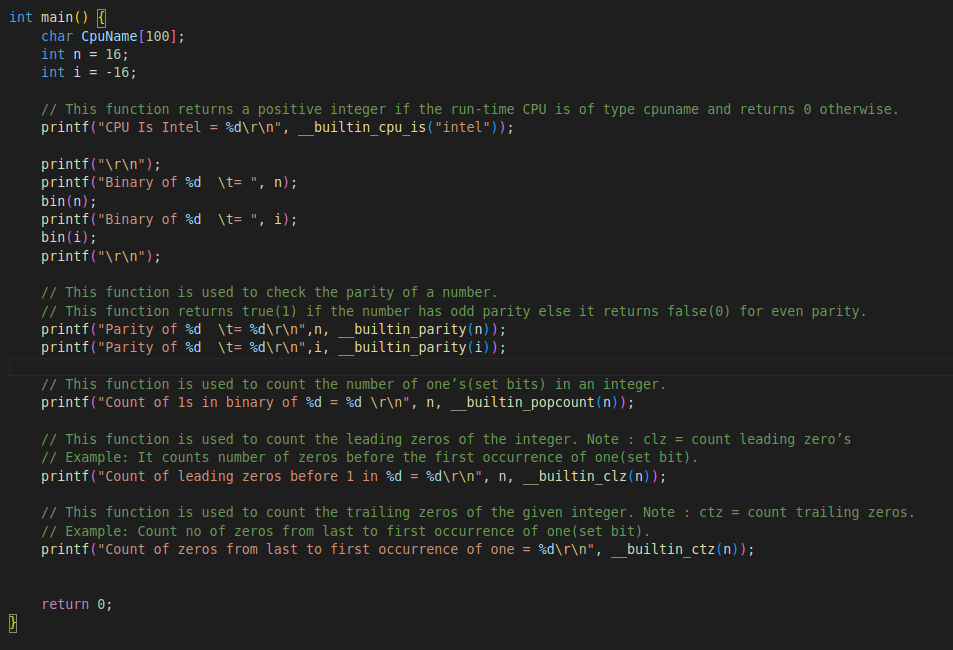 int main() {
    char CpuName[100];
    int n = 16;
    int i = -16;

    // This function returns a positive integer if the run-time CPU is of type cpuname and returns 0 otherwise.
    printf("CPU Is Intel = %d\r\n", __builtin_cpu_is("intel"));

    printf("\r\n");
    printf("Binary of %d  \t= ", n);
    bin(n);
    printf("Binary of %d  \t= ", i);
    bin(i);
    printf("\r\n");

    // This function is used to check the parity of a number.
    // This function returns true(1) if the number has odd parity else it returns false(0) for even parity.
    printf("Parity of %d  \t= %d\r\n",n, __builtin_parity(n));
    printf("Parity of %d  \t= %d\r\n",i, __builtin_parity(i));

    // This function is used to count the number of one’s(set bits) in an integer.
    printf("Count of 1s in binary of %d = %d \r\n", n, __builtin_popcount(n));

    // This function is used to count the leading zeros of the integer. Note : clz = count leading zero’s
    // Example: It counts number of zeros before the first occurrence of one(set bit).
    printf("Count of leading zeros before 1 in %d = %d\r\n", n, __builtin_clz(n));

    // This function is used to count the trailing zeros of the given integer. Note : ctz = count trailing zeros.
    // Example: Count no of zeros from last to first occurrence of one(set bit).
    printf("Count of zeros from last to first occurrence of one = %d\r\n", __builtin_ctz(n));


    return 0;
}